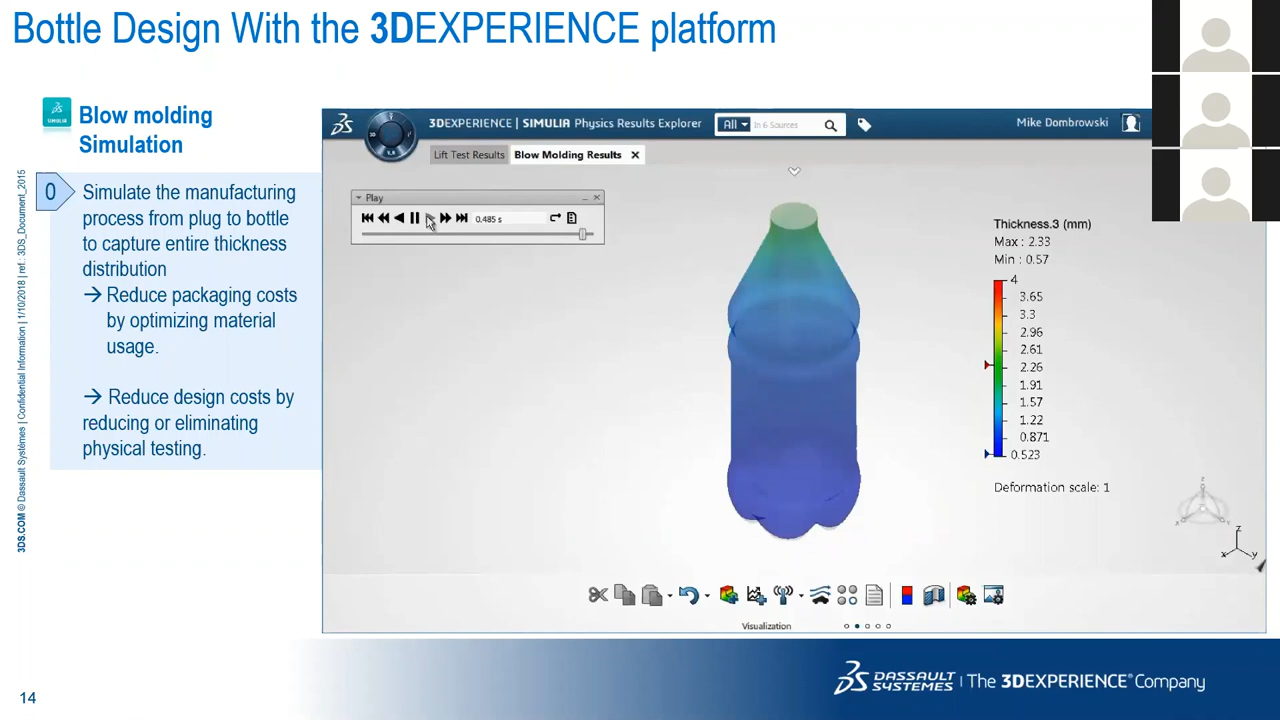 Bottle Design With the 3DEXPERIENCE platform
Blow molding
Simulation
0
Simulate the manufacturing
process from plug to bottle
to capture entire thickness
distribution
→ Reduce packaging costs
by optimizing material
usage.
→ Reduce design costs by
reducing or eliminating
physical testing.
3DS.COM © Dassault Systèmes | Confidential Information | 1/10/2018 | ref.: 3DS_Document_2015
14
3DEXPERIENCE | SIMULIA Physics Results Explorer
All
In 6 Sources
Mike Dombrowski
Lift Test Results
Blow Molding Results
Play
0.485 s
Thickness.3 (mm)
Max : 2.33
Min : 0.57
4
3.65
3.3
2.96
2.61
2.26
1.91
1.57
1.22
0.871
0.523
Deformation scale: 1
z
x
y
Visualization
DASSAULT
SYSTEMES
The 3DEXPERIENCE® Company